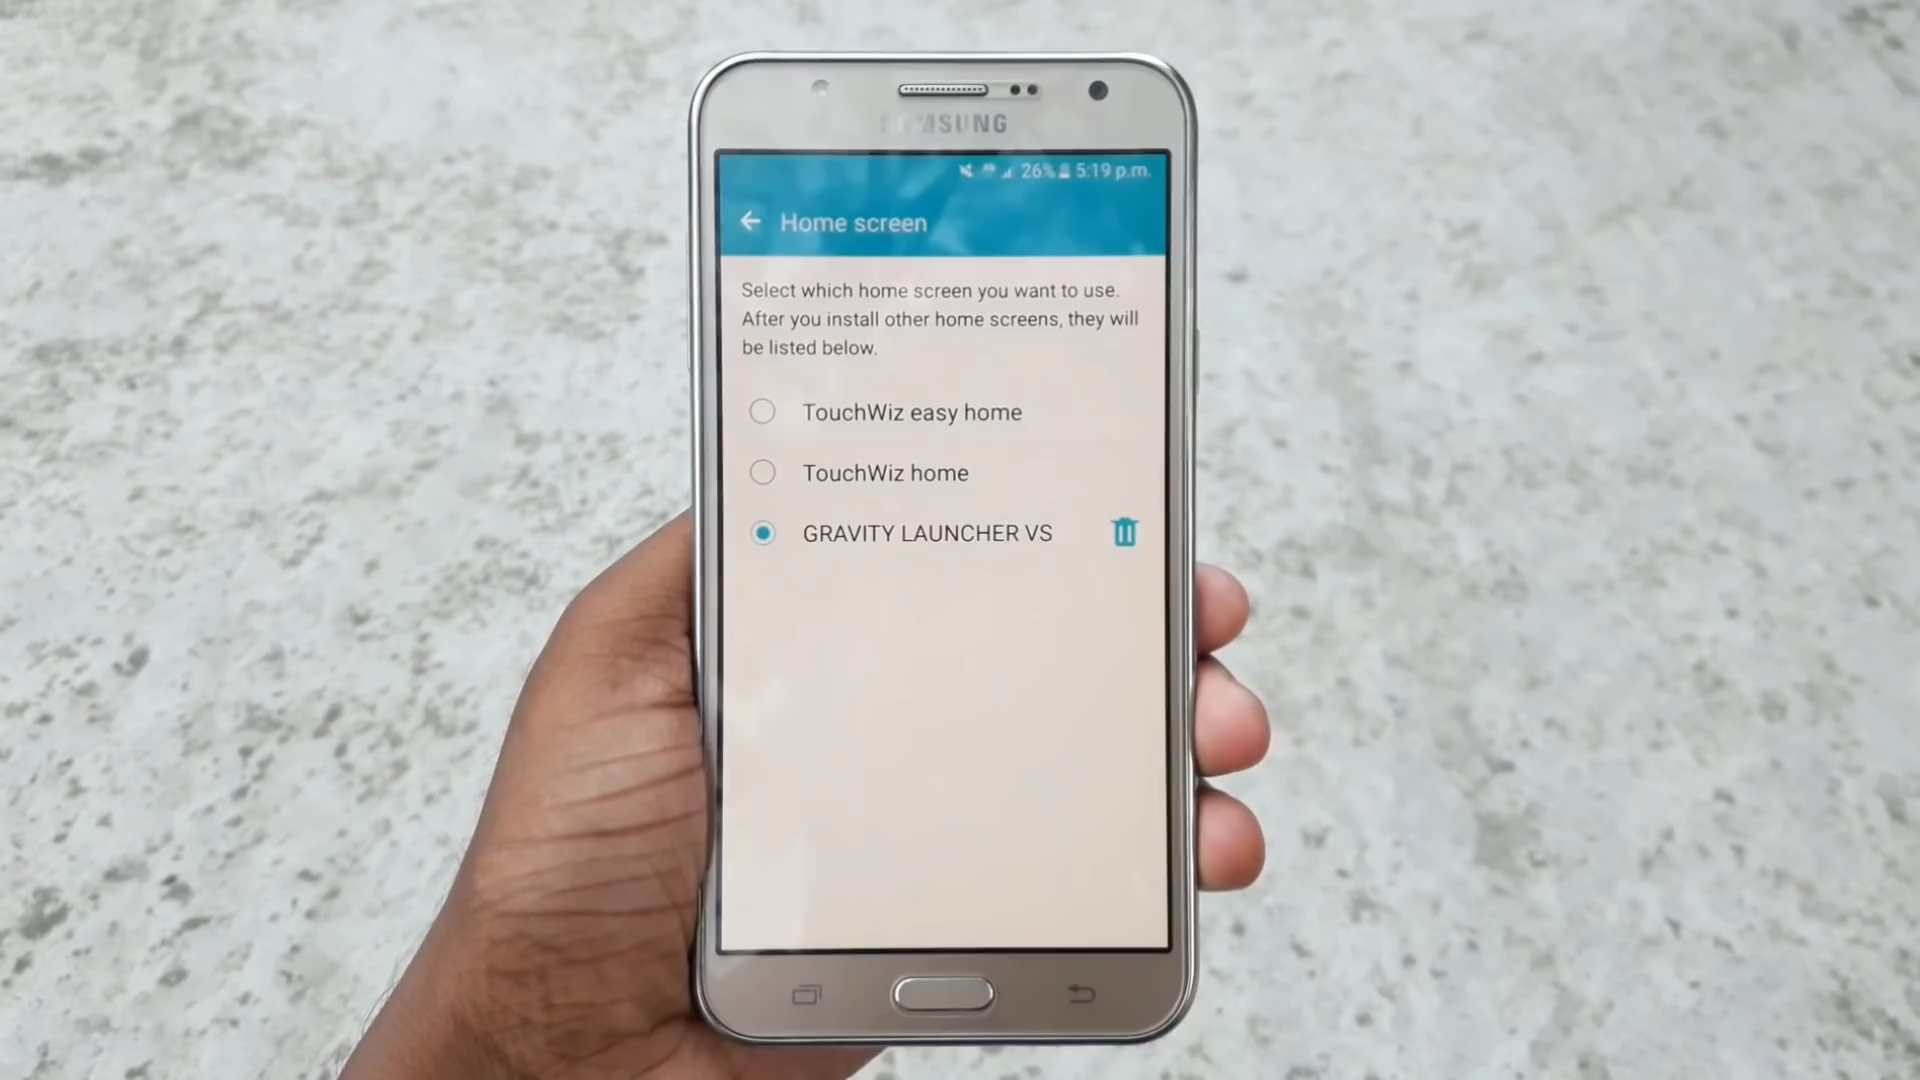 SAMSUNG
26% 5:19 p.m.
Home screen
Select which home screen you want to use.
After you install other home screens, they will
be listed below.
TouchWiz easy home
TouchWiz home
GRAVITY LAUNCHER VS